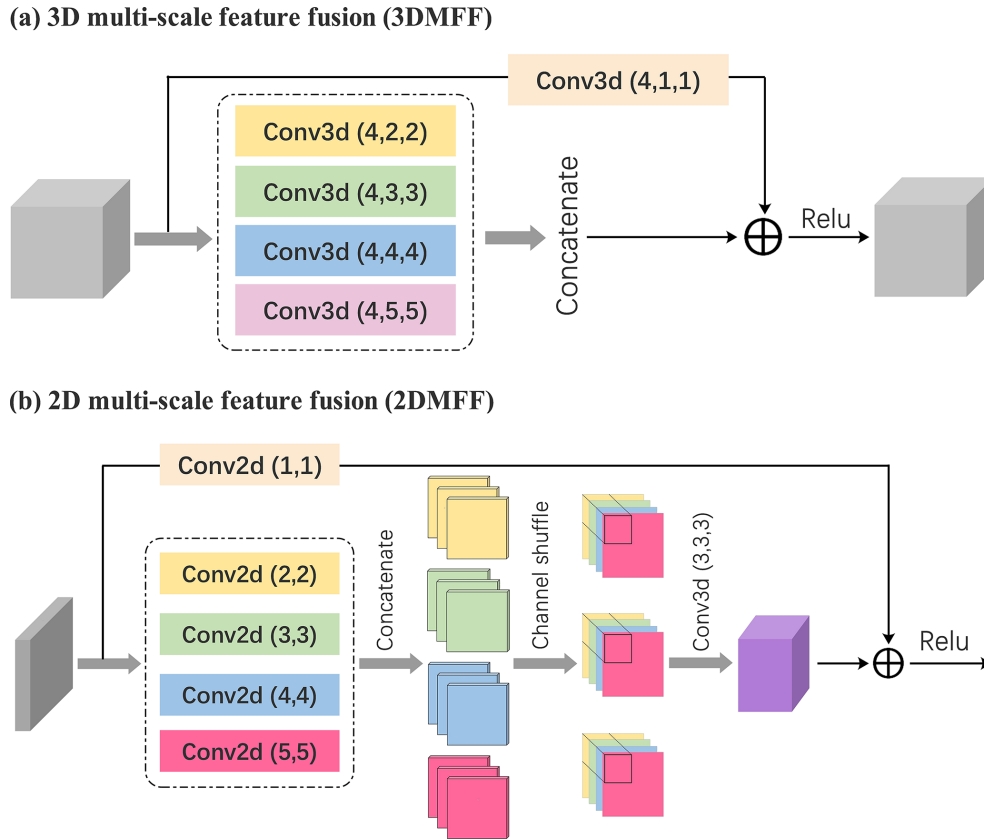 (a) 3D multi-scale feature fusion (3DMFF)
Conv3d (4,1,1)
Conv3d (4,2,2)
Conv3d (4,3,3)
Conv3d (4,4,4)
Conv3d (4,5,5)
Concatenate
Relu
(b) 2D multi-scale feature fusion (2DMFF)
Conv2d (1,1)
Conv2d (2,2)
Conv2d (3,3)
Conv2d (4,4)
Conv2d (5,5)
Concatenate
Channel shuffle
Conv3d (3,3,3)
Relu